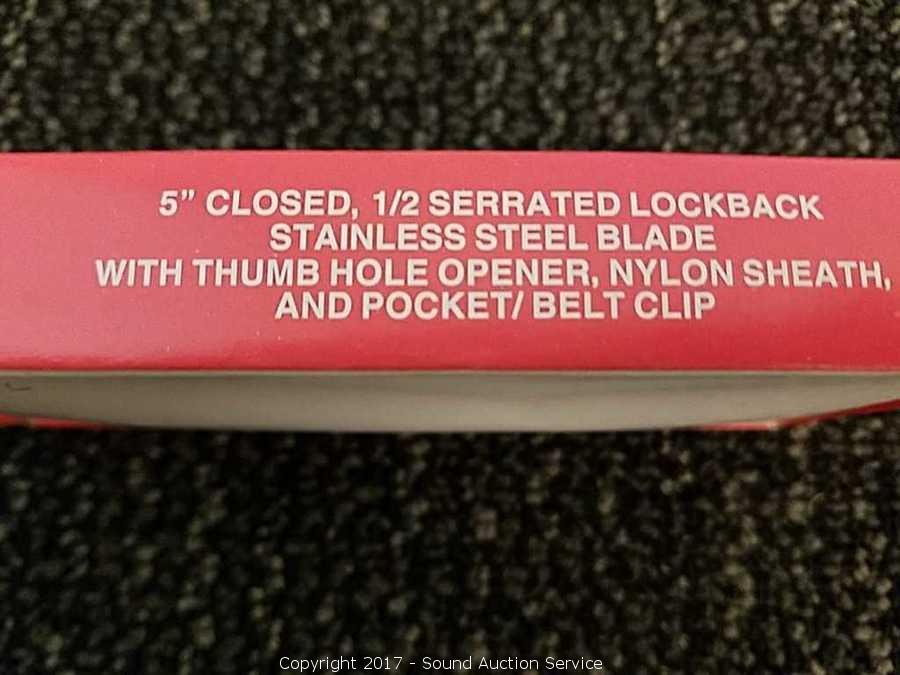 5” CLOSED, 1/2 SERRATED LOCKBACK
STAINLESS STEEL BLADE
WITH THUMB HOLE OPENER, NYLON SHEATH,
AND POCKET/ BELT CLIP
Copyright 2017 - Sound Auction Service